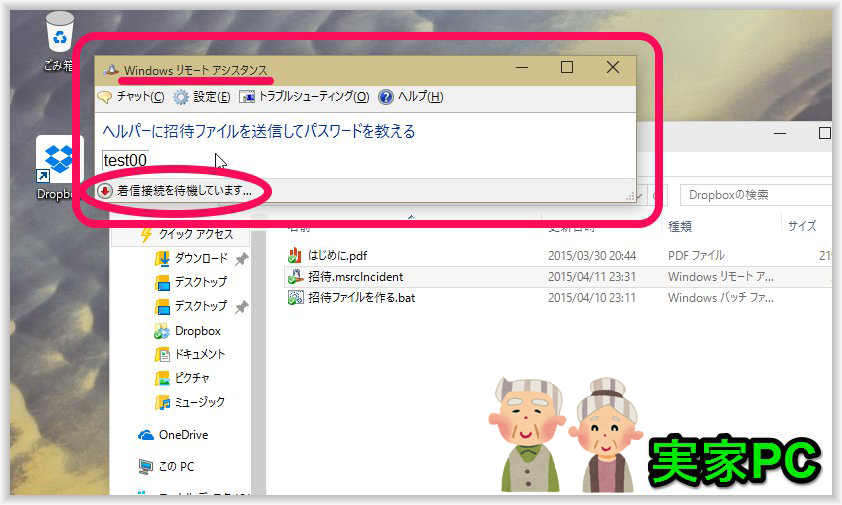 ごみ箱
Windows リモート アシスタンス
チャット(C) 設定(E) トラブルシューティング(O) ヘルプ(H)
ヘルパーに招待ファイルを送信してパスワードを教える
test00
着信接続を待機しています...
Dropbo
Dropboxの検索
名前 更新日時 種類 サイズ
クイック アクセス
ダウンロード
デスクトップ
デスクトップ
Dropbox
ドキュメント
ピクチャ
ミュージック
OneDrive
この PC
はじめに.pdf 2015/03/30 20:44 PDF ファイル 219
招待.msrcIncident 2015/04/11 23:31 Windows リモート ア...
招待ファイルを作る.bat 2015/04/10 23:11 Windows バッチ ファ...
実家PC